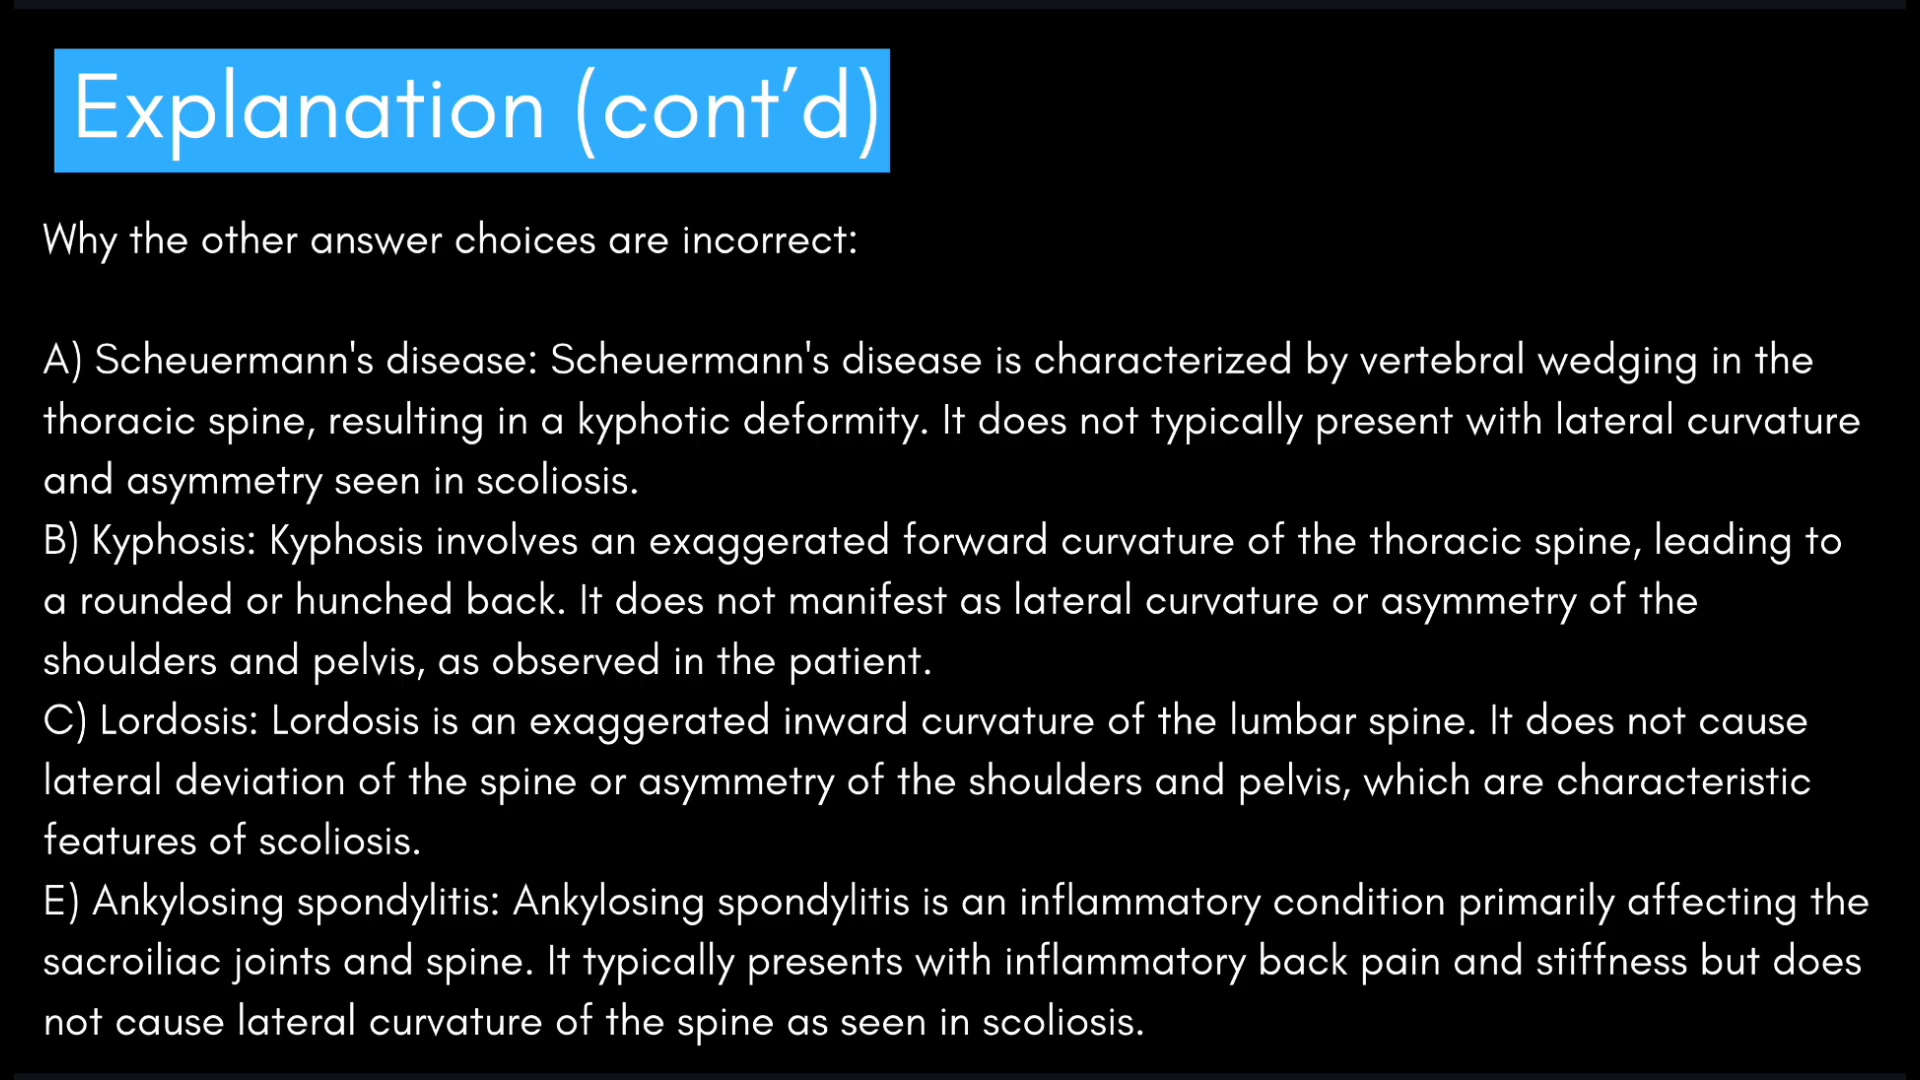 Explanation (cont’d)
Why the other answer choices are incorrect:
A) Scheuermann's disease: Scheuermann's disease is characterized by vertebral wedging in the
thoracic spine, resulting in a kyphotic deformity. It does not typically present with lateral curvature
and asymmetry seen in scoliosis.
B) Kyphosis: Kyphosis involves an exaggerated forward curvature of the thoracic spine, leading to
a rounded or hunched back. It does not manifest as lateral curvature or asymmetry of the
shoulders and pelvis, as observed in the patient.
C) Lordosis: Lordosis is an exaggerated inward curvature of the lumbar spine. It does not cause
lateral deviation of the spine or asymmetry of the shoulders and pelvis, which are characteristic
features of scoliosis.
E) Ankylosing spondylitis: Ankylosing spondylitis is an inflammatory condition primarily affecting the
sacroiliac joints and spine. It typically presents with inflammatory back pain and stiffness but does
not cause lateral curvature of the spine as seen in scoliosis.